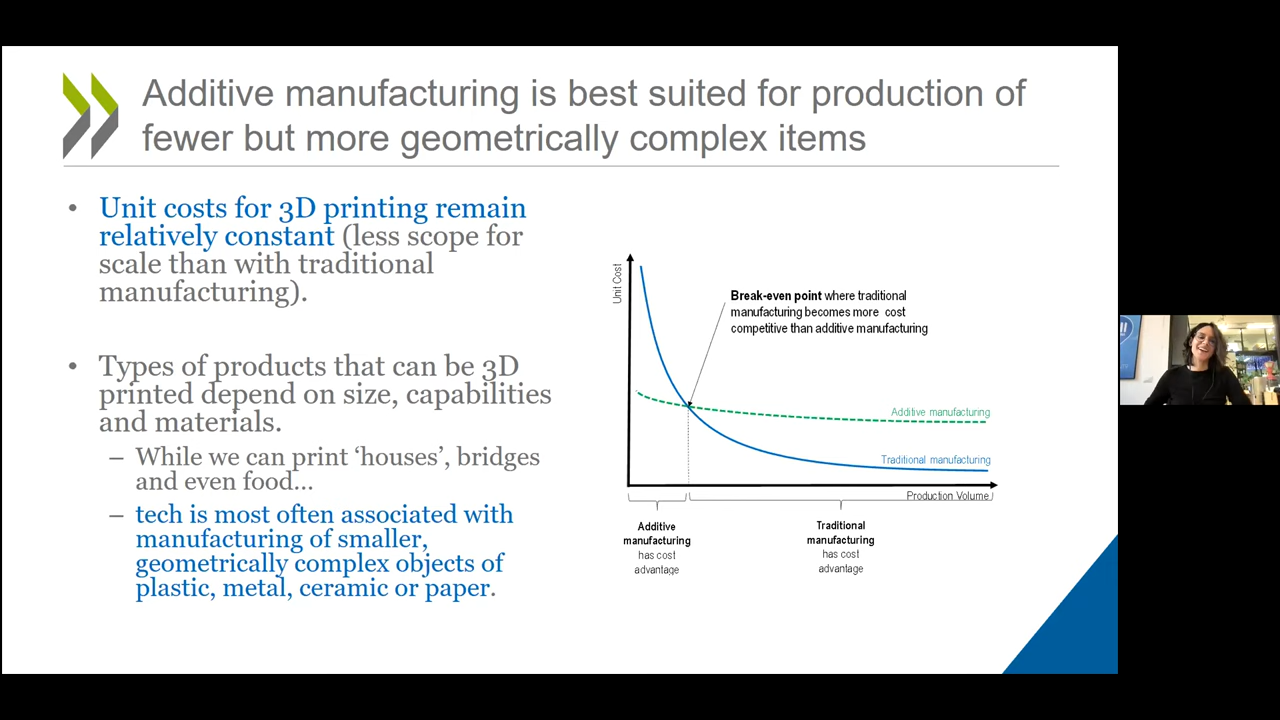 Additive manufacturing is best suited for production of
fewer but more geometrically complex items
• Unit costs for 3D printing remain
relatively constant (less scope for
scale than with traditional
manufacturing).
• Types of products that can be 3D
printed depend on size, capabilities
and materials.
– While we can print ‘houses’, bridges
and even food…
– tech is most often associated with
manufacturing of smaller,
geometrically complex objects of
plastic, metal, ceramic or paper.
Unit Cost
Break-even point where traditional
manufacturing becomes more cost
competitive than additive manufacturing
Additive manufacturing
Traditional manufacturing
Production Volume
Additive
manufacturing
has cost
advantage
Traditional
manufacturing
has cost
advantage